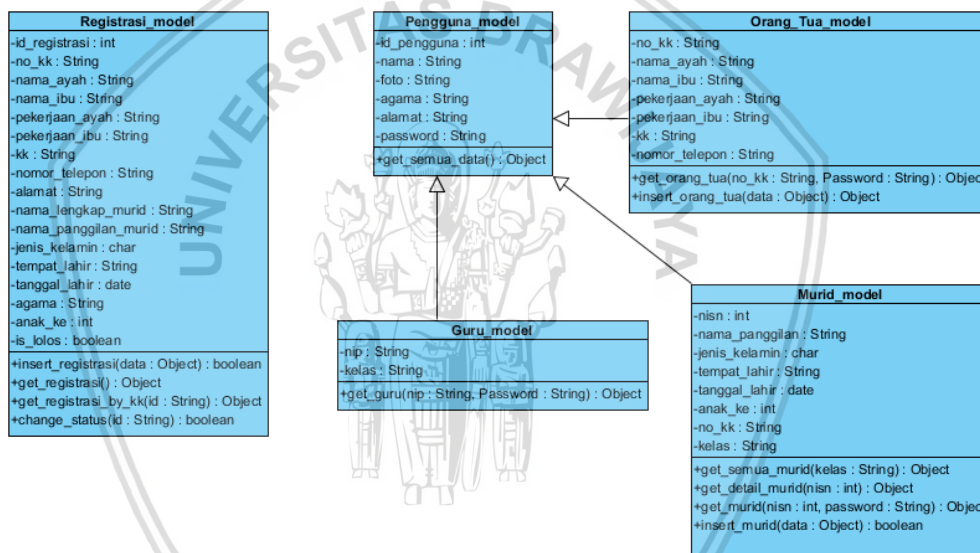 Registrasi_model
-id_registrasi : int
-no_kk : String
-nama_ayah : String
-nama_ibu : String
-pekerjaan_ayah : String
-pekerjaan_ibu : String
-kk : String
-nomor_telepon : String
-alamat : String
-nama_lengkap_murid : String
-nama_panggilan_murid : String
-jenis_kelamin : char
-tempat_lahir : String
-tanggal_lahir : date
-agama : String
-anak_ke : int
-is_lolos : boolean
+insert_registrasi(data : Object) : boolean
+get_registrasi() : Object
+get_registrasi_by_kk(id : String) : Object
+change_status(id : String) : boolean
Pengguna_model
-id_pengguna : int
-nama : String
-foto : String
-agama : String
-alamat : String
-password : String
+get_semua_data() : Object
Orang_Tua_model
-no_kk : String
-nama_ayah : String
-nama_ibu : String
-pekerjaan_ayah : String
-pekerjaan_ibu : String
-kk : String
-nomor_telepon : String
+get_orang_tua(no_kk : String, Password : String) : Objec
+insert_orang_tua(data : Object) : Object
Guru_model
-nip : String
-kelas : String
+get_guru(nip : String, Password : String) : Object
Murid_model
-nisn : int
-nama_panggilan : String
-jenis_kelamin : char
-tempat_lahir : String
-tanggal_lahir : date
-anak_ke : int
-no_kk : String
-kelas : String
+get_semua_murid(kelas : String) : Object
+get_detail_murid(nisn : int) : Object
+get_murid(nisn : int, password : String) : Objec
+insert_murid(data : Object) : boolean
UNIVERSITAS BRAWIJAYA